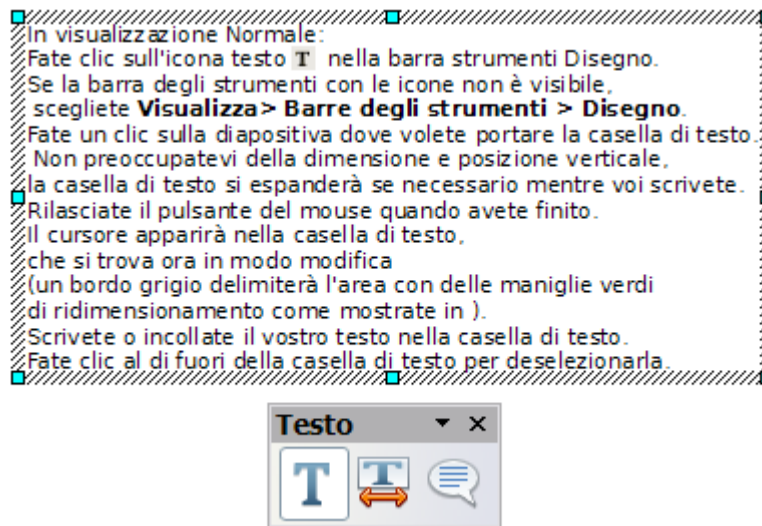 In visualizzazione Normale:
Fate clic sull'icona testo T nella barra strumenti Disegno.
Se la barra degli strumenti con le icone non è visibile,
scegliete Visualizza> Barre degli strumenti > Disegno.
Fate un clic sulla diapositiva dove volete portare la casella di testo.
Non preoccupatevi della dimensione e posizione verticale,
la casella di testo si espanderà se necessario mentre voi scrivete.
Rilasciate il pulsante del mouse quando avete finito.
Il cursore apparirà nella casella di testo,
che si trova ora in modo modifica
(un bordo grigio delimiterà l'area con delle maniglie verdi
di ridimensionamento come mostrate in ).
Scrivete o incollate il vostro testo nella casella di testo.
Fate clic al di fuori della casella di testo per deselezionarla.
Testo
T T